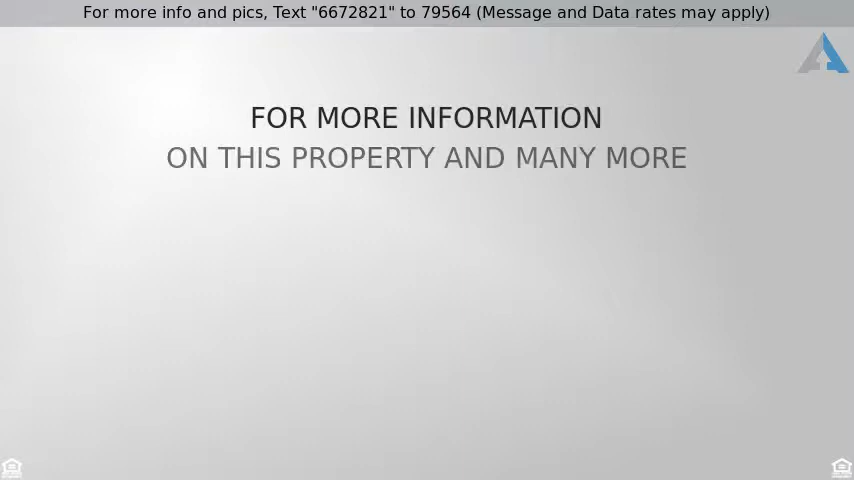 For more info and pics, Text "6672821" to 79564 (Message and Data rates may apply)
FOR MORE INFORMATION
ON THIS PROPERTY AND MANY MORE